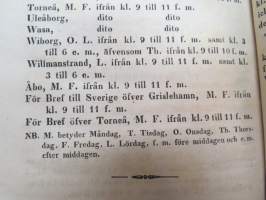 Torneå, M. F. ifrån kl. 9 till 11 f. m.
Uleåborg, dito dito
Wasa, dito dito
Wiborg, O. L. ifrån kl. 9 till 11 f. m. samt kl. 3
till 6 e. m., äfvensom Th. ifrån kl. 9 till 10 f. m.
Willmanstrand, L. ifrån kl. 9 till 11 f. m. samt kl.
3 till 6 e. m.
Åbo, M. F. ifrån kl. 9 till 11 f. m.
För Bref till Sverige öfver Grislehamn, M. F. ifrån
kl. 9 till 11 f. m.
För Bref öfver Torneå, M. F. ifrån kl. 9 till 11 f. m.
NB. M. betyder Måndag, T. Tisdag, O. Onsdag, Th. Thors-
dag, F. Fredag, L. Lördag, f. m. före middagen och e. m.
efter middagen.